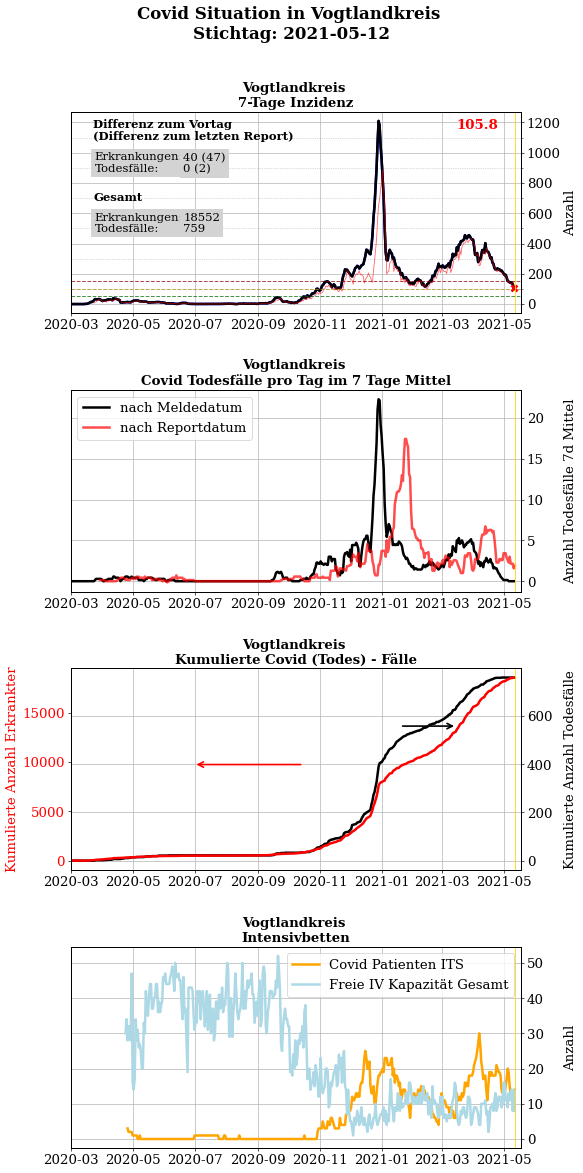 Covid Situation in Vogtlandkreis
Stichtag: 2021-05-12
Vogtlandkreis
7-Tage Inzidenz
Differenz zum Vortag
(Differenz zum letzten Report)
Erkrankungen 40 (47)
Todesfälle: 0 (2)
Gesamt
Erkrankungen 18552
Todesfälle: 759
105.8
1200
1000
800
600
400
200
0
Anzahl
2020-03 2020-05 2020-07 2020-09 2020-11 2021-01 2021-03 2021-05
Vogtlandkreis
Covid Todesfälle pro Tag im 7 Tage Mittel
nach Meldedatum
nach Reportdatum
20
15
10
5
0
Anzahl Todesfälle 7d Mittel
2020-03 2020-05 2020-07 2020-09 2020-11 2021-01 2021-03 2021-05
Vogtlandkreis
Kumulierte Covid (Todes) - Fälle
Kumulierte Anzahl Erkrankter
15000
10000
5000
0
600
400
200
0
Kumulierte Anzahl Todesfälle
2020-03 2020-05 2020-07 2020-09 2020-11 2021-01 2021-03 2021-05
Vogtlandkreis
Intensivbetten
Covid Patienten ITS
Freie IV Kapazität Gesamt
50
40
30
20
10
0
Anzahl
2020-03 2020-05 2020-07 2020-09 2020-11 2021-01 2021-03 2021-05